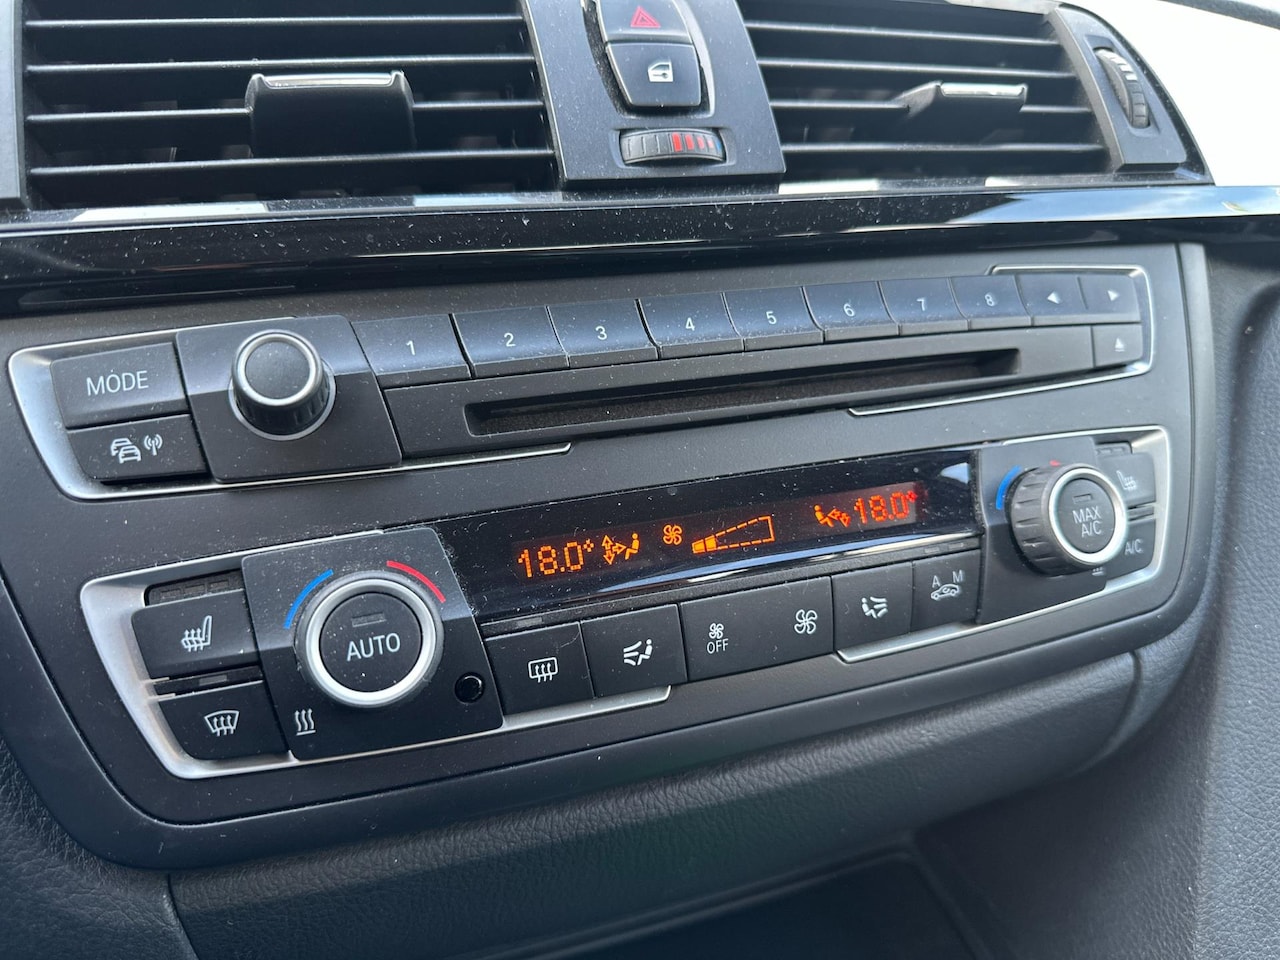 1 2 3 4 5 6 7 8
MODE
18.0° 18.0°
MAX
A/C
A/C
AUTO
OFF
A M